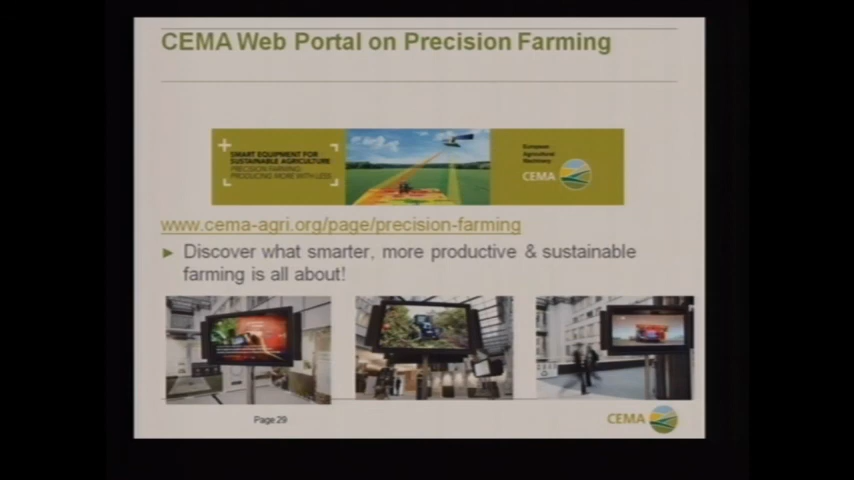 CEMA Web Portal on Precision Farming
SMART EQUIPMENT FOR
SUSTAINABLE AGRICULTURE
PRECISION FARMING:
PRODUCING MORE WITH LESS
European
Agricultural
Machinery
CEMA
www.cema-agri.org/page/precision-farming
► Discover what smarter, more productive & sustainable
farming is all about!
Page 29
CEMA